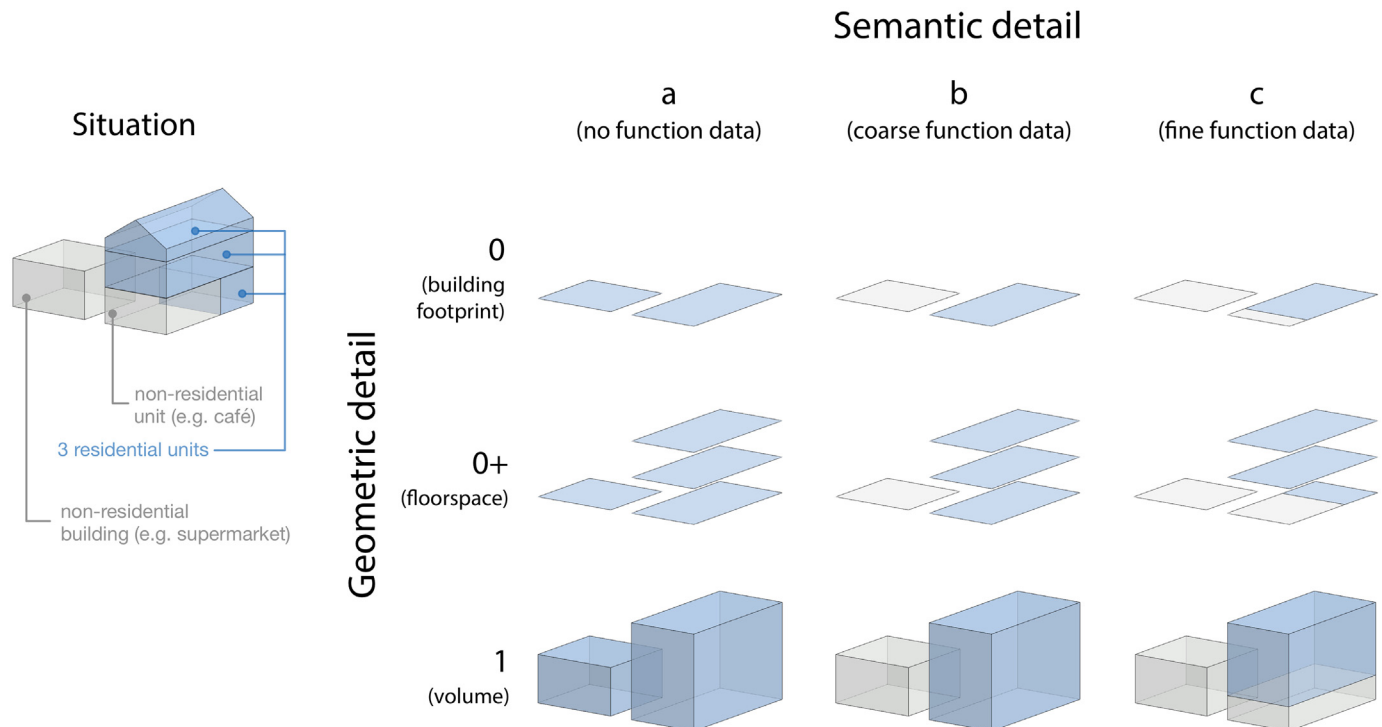 Semantic detail
a
(no function data)
b
(coarse function data)
c
(fine function data)
Situation
non-residential
unit (e.g. café)
3 residential units
non-residential
building (e.g. supermarket)
Geometric detail
0
(building
footprint)
0+
(floorspace)
1
(volume)